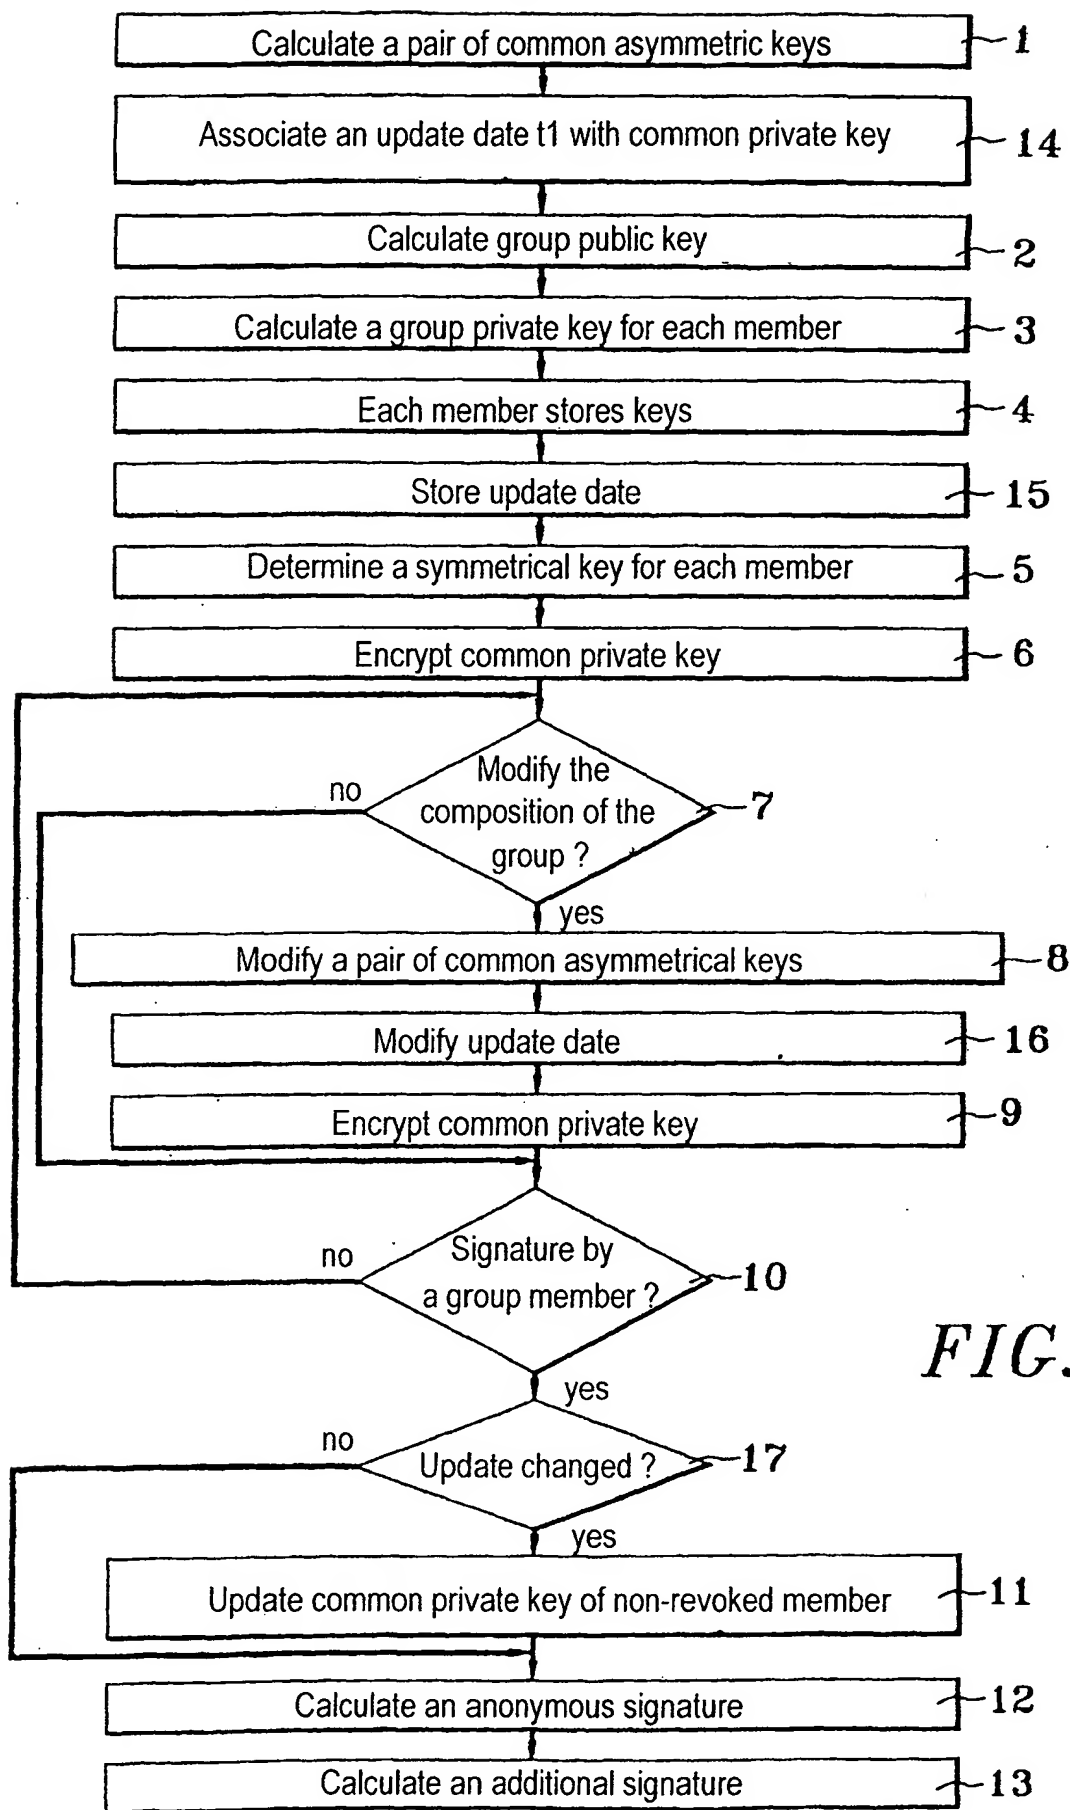 Calculate a pair of common asymmetric keys 1
Associate an update date t1 with common private key 14
Calculate group public key 2
Calculate a group private key for each member 3
Each member stores keys 4
Store update date 15
Determine a symmetrical key for each member 5
Encrypt common private key 6
Modify the
no
composition of the 7
group ?
yes
Modify a pair of common asymmetrical keys 8
Modify update date 16
Encrypt common private key 9
Signature by
no
a group member ? 10
FIG.
yes
no
Update changed ? 17
yes
Update common private key of non-revoked member 11
Calculate an anonymous signature 12
Calculate an additional signature 13